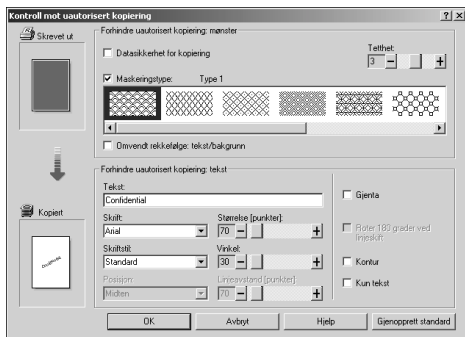 Kontroll mot uautorisert kopiering
Skrevet ut
Forhindre uautorisert kopiering: mønster
Datasikkerhet for kopiering
Tetthet:
3
Maskeringstype: Type 1
Omvendt rekkefølge: tekst/bakgrunn
Kopiert
Confidential
Forhindre uautorisert kopiering: tekst
Tekst:
Confidential
Gjenta
Skrift: Størrelse [punkter]:
Arial 70
Roter 180 grader ved
linjeskift
Skriftstil: Vinkel:
Standard 30
Kontur
Posisjon: Linjeavstand [punkter]:
Midten 70
Kun tekst
OK Avbryt Hjelp Gjenopprett standard